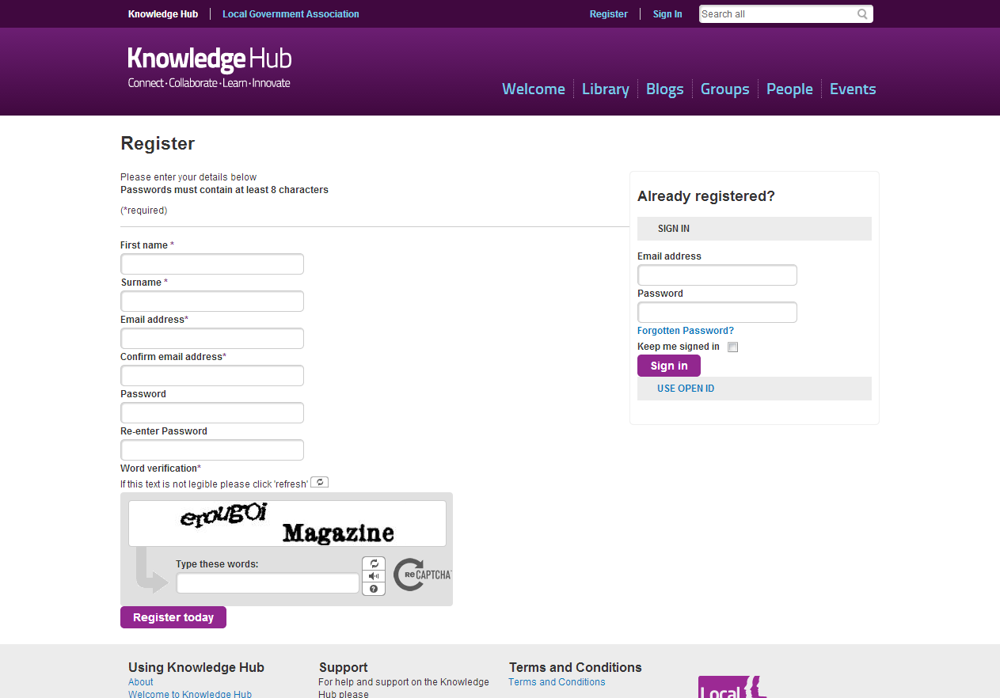 Knowledge Hub
Local Government Association
Register
Sign In
Search all
Knowledge Hub
Connect · Collaborate · Learn · Innovate
Welcome
Library
Blogs
Groups
People
Events
Register
Please enter your details below
Passwords must contain at least 8 characters
(*required)
First name *
Surname *
Email address*
Confirm email address*
Password
Re-enter Password
Word verification*
If this text is not legible please click 'refresh'
erougoi Magazine
Type these words:
reCAPTCHA
Register today
Already registered?
SIGN IN
Email address
Password
Forgotten Password?
Keep me signed in
Sign in
USE OPEN ID
Using Knowledge Hub
About
Welcome to Knowledge Hub
Support
For help and support on the Knowledge
Hub please
Terms and Conditions
Terms and Conditions
Local